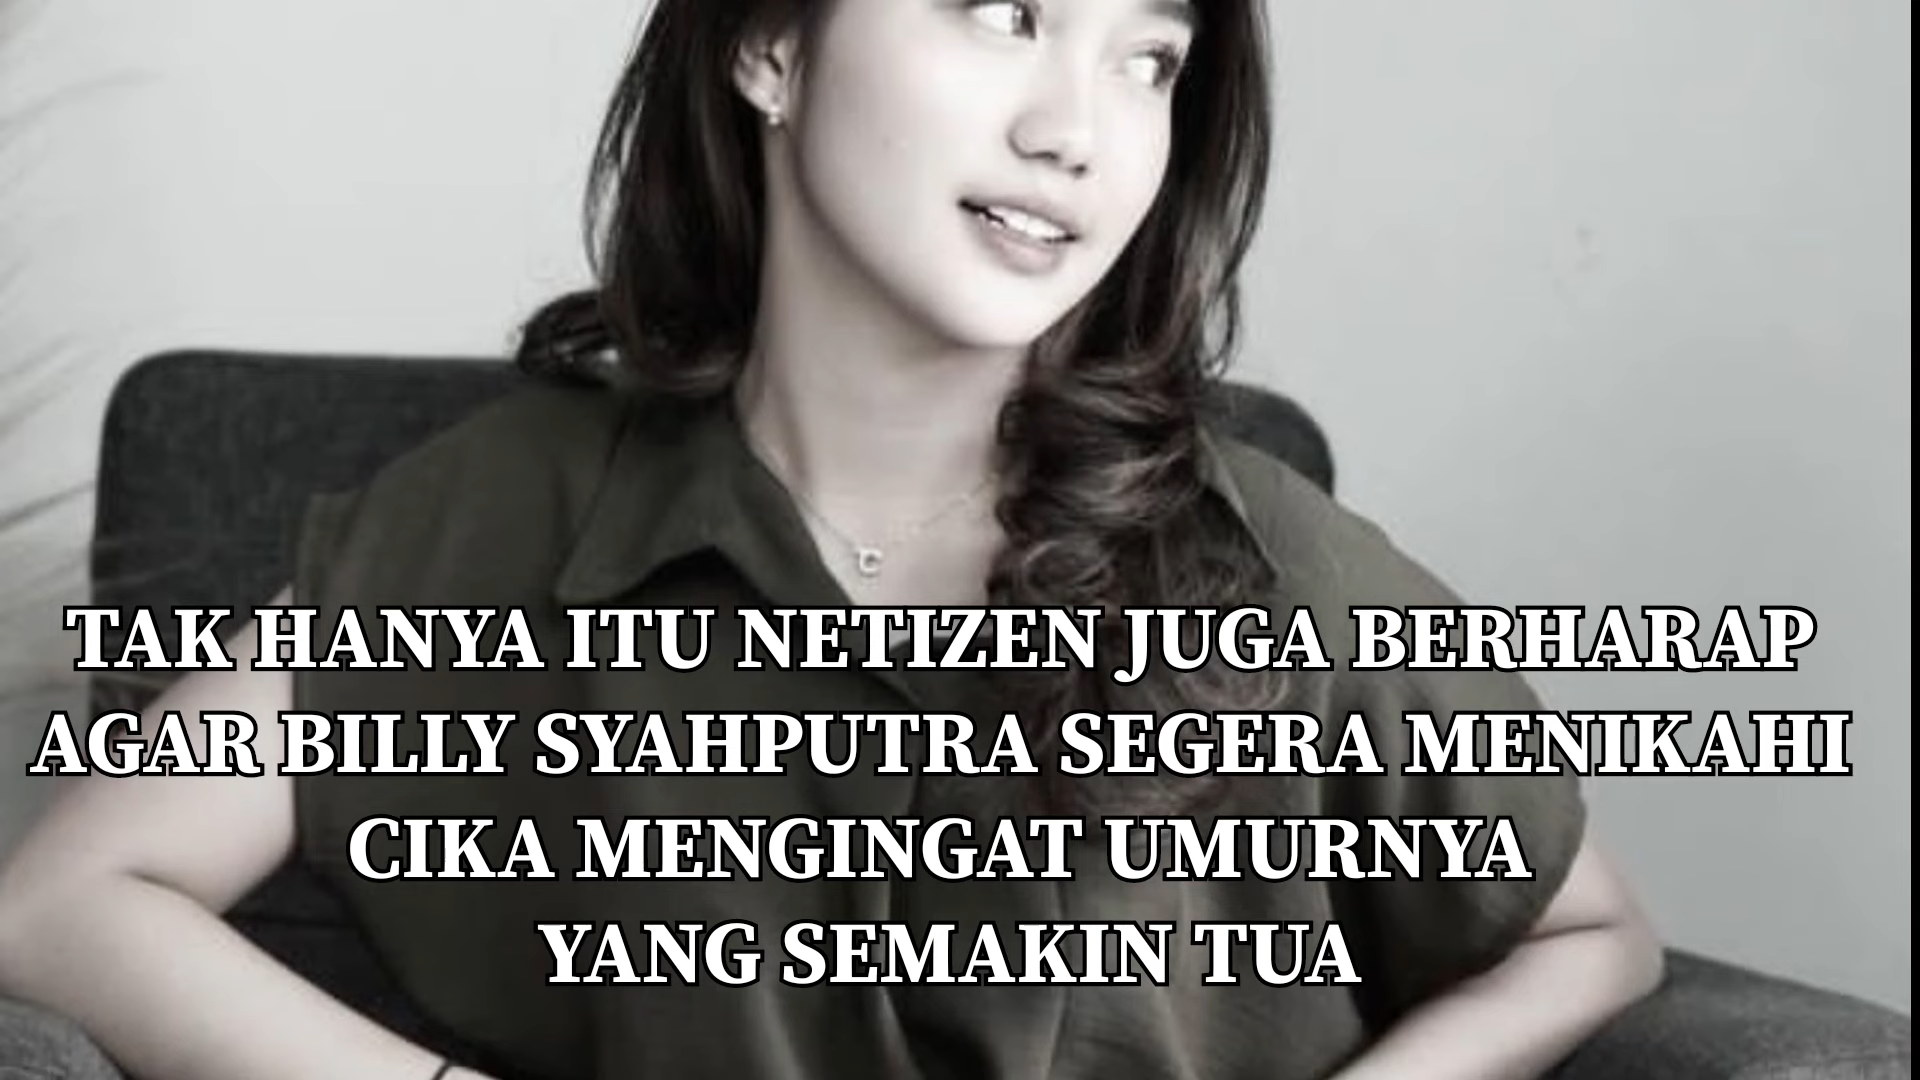 C
TAK HANYA ITU NETIZEN JUGA BERHARAP
AGAR BILLY SYAHPUTRA SEGERA MENIKAHI
CIKA MENGINGAT UMURNYA
YANG SEMAKIN TUA